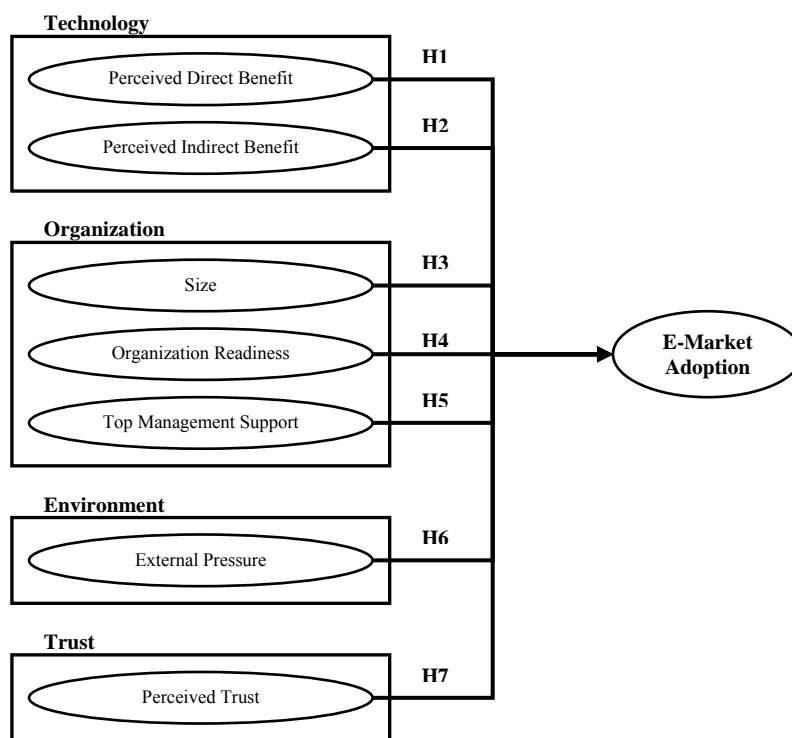 Technology
Perceived Direct Benefit
H1
Perceived Indirect Benefit
H2
Organization
Size
H3
Organization Readiness
H4
Top Management Support
H5
E-Market
Adoption
Environment
External Pressure
H6
Trust
Perceived Trust
H7